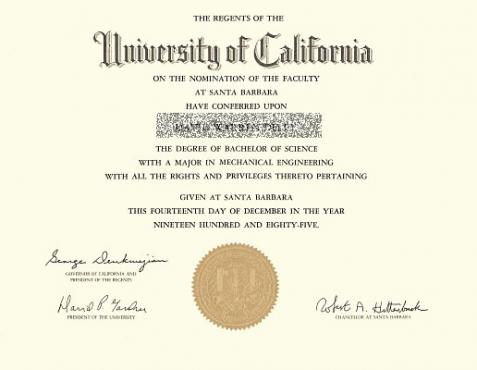 THE REGENTS OF THE
University of California
ON THE NOMINATION OF THE FACULTY
AT SANTA BARBARA
HAVE CONFERRED UPON
THE DEGREE OF BACHELOR OF SCIENCE
WITH A MAJOR IN MECHANICAL ENGINEERING
WITH ALL THE RIGHTS AND PRIVILEGES THERETO PERTAINING
GIVEN AT SANTA BARBARA
THIS FOURTEENTH DAY OF DECEMBER IN THE YEAR
NINETEEN HUNDRED AND EIGHTY-FIVE.
George Deukmejian
GOVERNOR OF CALIFORNIA AND
PRESIDENT OF THE REGENTS
David P. Gardner
PRESIDENT OF THE UNIVERSITY
Robert A. Huttenback
CHANCELLOR AT SANTA BARBARA